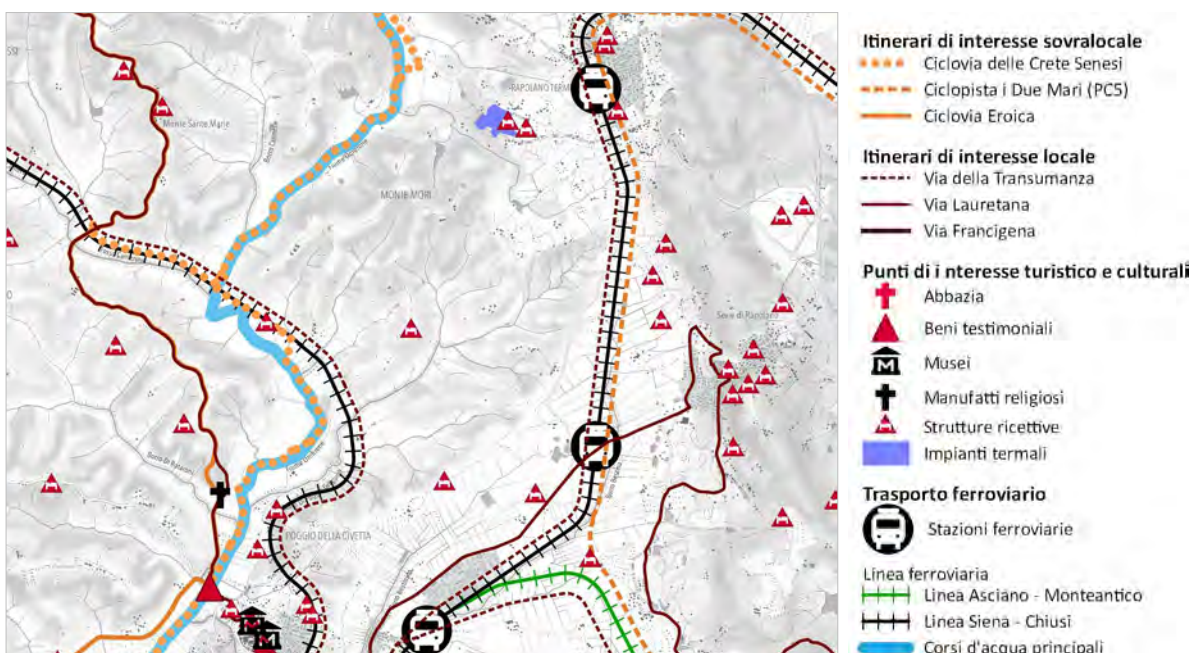 RAPOLANO TERME
Monte Sante Marie
MONTE MORI
Serre di Rapolano
POGGIO DELLA CIVETTA
Itinerari di interesse sovralocale
Ciclovia delle Crete Senesi
Ciclopista i Due Mari (PC5)
Ciclovia Eroica
Itinerari di interesse locale
Via della Transumanza
Via Lauretana
Via Francigena
Punti di i nteresse turistico e culturali
Abbazia
Beni testimoniali
M
Musei
Manufatti religiosi
Strutture ricettive
Impianti termali
Trasporto ferroviario
Stazioni ferroviarie
Linea ferroviaria
Linea Asciano - Monteantico
Linea Siena - Chiusi
Corsi d'acqua principali